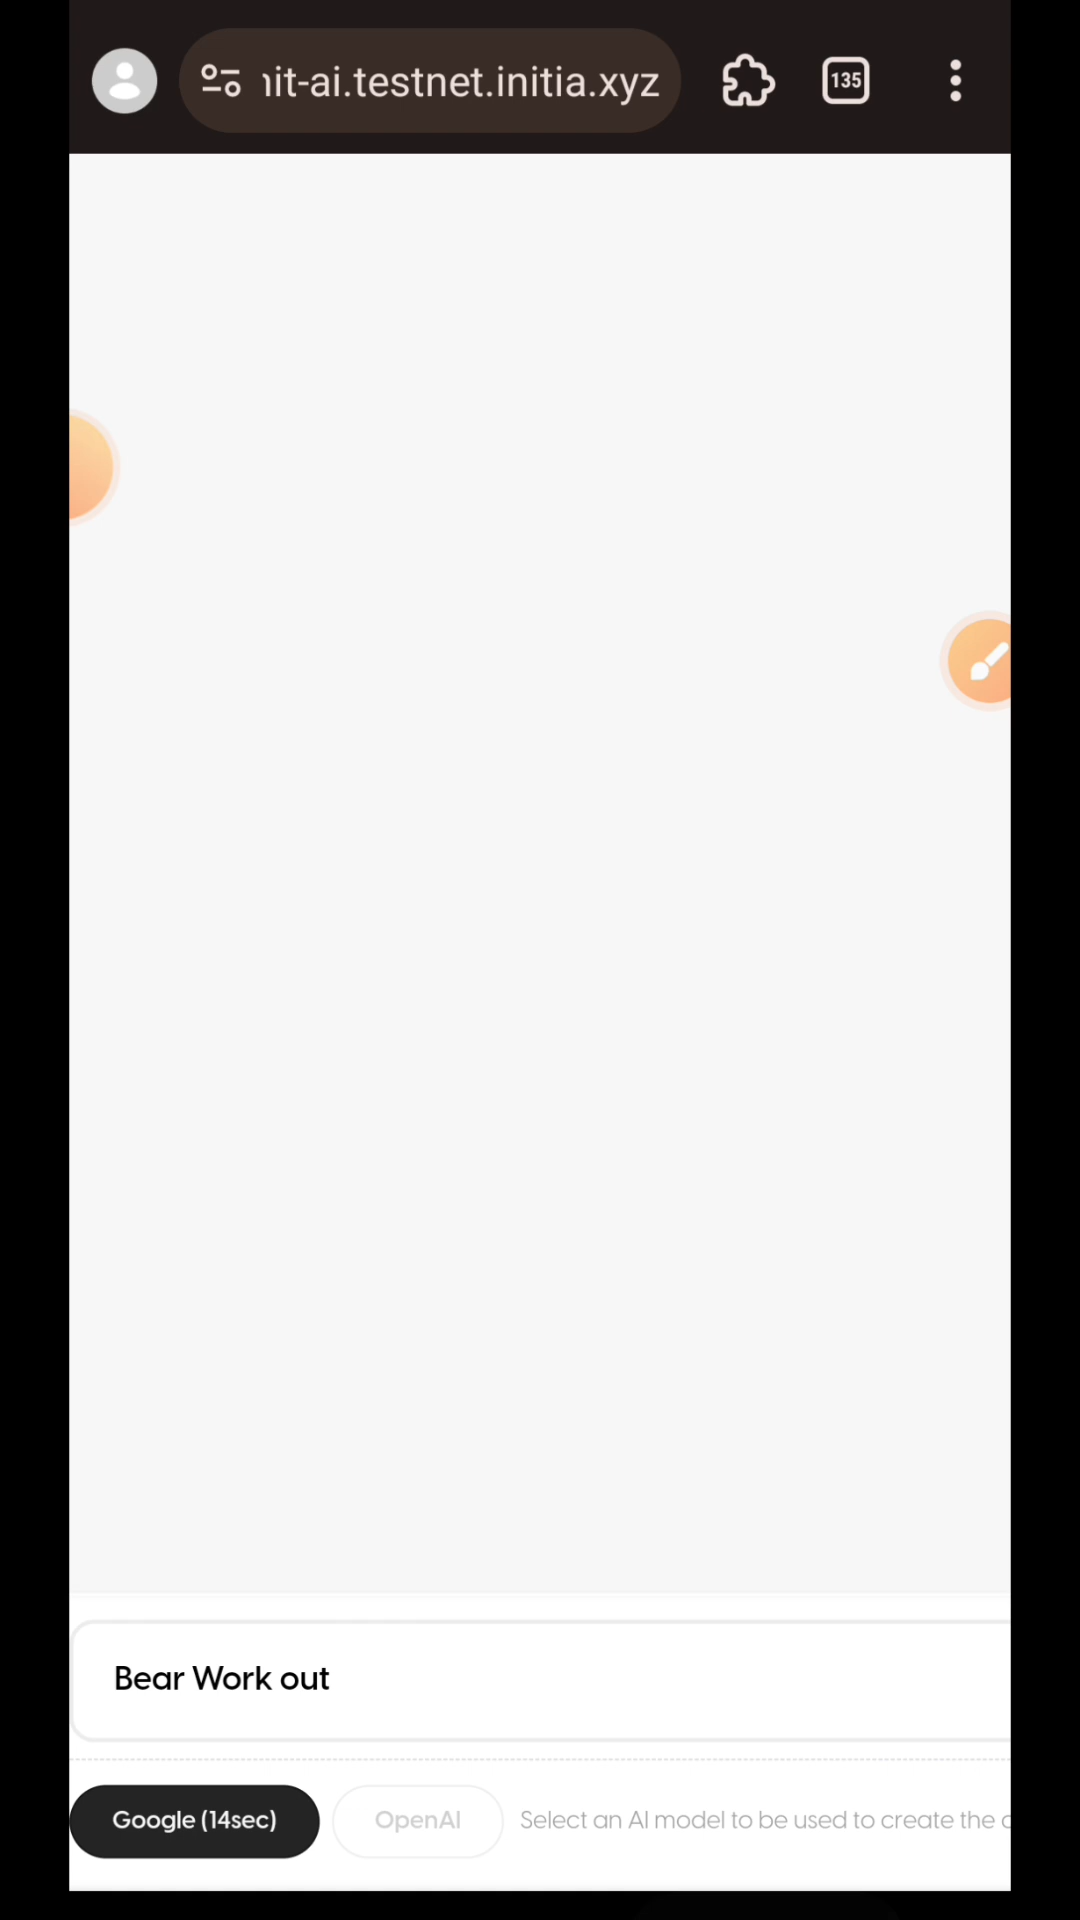 it-ai.testnet.initia.xyz
135
Bear Work out
Google (14sec)
OpenAI
Select an AI model to be used to create the